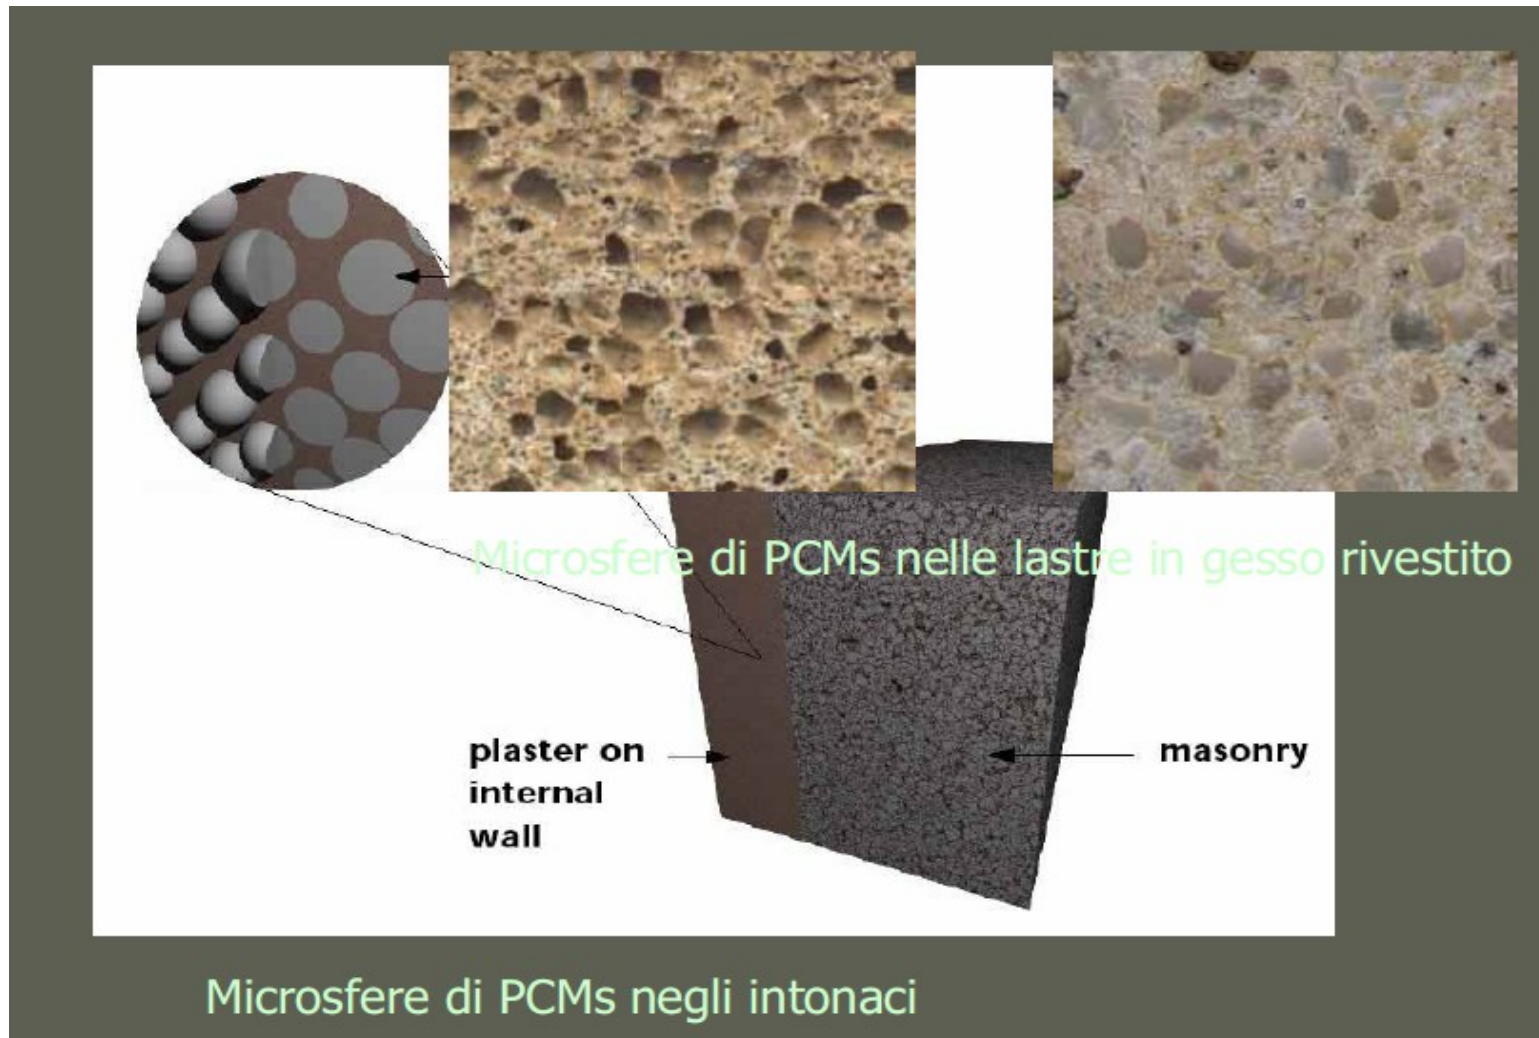 Microsfere di PCMs nelle lastre in gesso rivestito
plaster on
internal
wall
masonry
Microsfere di PCMs negli intonaci